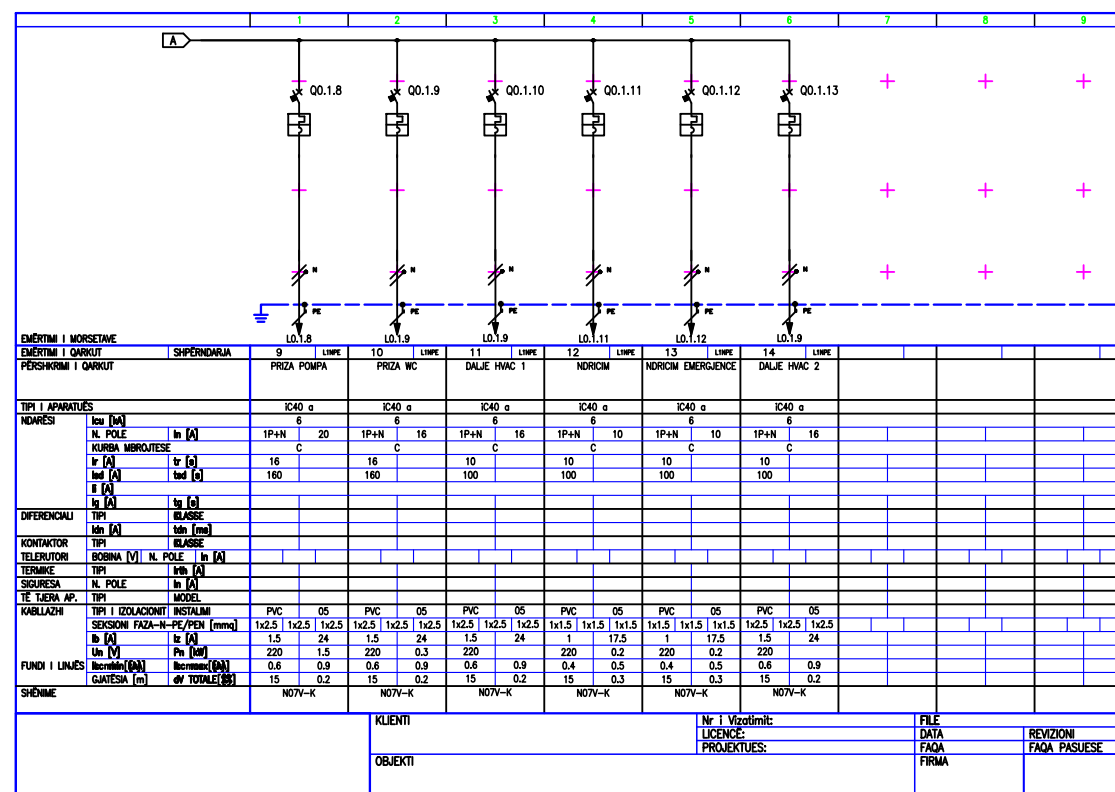 1 2 3 4 5 6 7 8 9
A
Q0.1.8 Q0.1.9 Q0.1.10 Q0.1.11 Q0.1.12 Q0.1.13
N N N N N N
PE PE PE PE PE PE
EMËRTIMI I MORSETAVE L0.1.8 L0.1.9 L0.1.9 L0.1.11 L0.1.12 L0.1.9
EMËRTIMI I QARKUT SHPËRNDARJA 9 L1NPE 10 L1NPE 11 L1NPE 12 L1NPE 13 L1NPE 14 L1NPE
PËRSHKRIMI I QARKUT PRIZA POMPA PRIZA WC DALJE HVAC 1 NDRICIM NDRICIM EMERGJENCE DALJE HVAC 2
TIPI I APARATUËS iC40 a iC40 a iC40 a iC40 a iC40 a iC40 a
NDARËSI Icu [kA] 6 6 6 6 6 6
N. POLE In [A] 1P+N 20 1P+N 16 1P+N 16 1P+N 10 1P+N 10 1P+N 16
KURBA MBROJTESE C C C C C C
Ir [A] tr [s] 16 16 10 10 10 10
Isd [A] tsd [s] 160 160 100 100 100 100
Ii [A]
Ig [A] tg [s]
DIFERENCIALI TIPI KLASSE
Idn [A] tdn [ms]
KONTAKTOR TIPI KLASSE
TELERUTORI BOBINA [V] N. POLE In [A]
TERMIKE TIPI Irth [A]
SIGURESA N. POLE In [A]
TË TJERA AP. TIPI MODEL
KABLLAZHI TIPI I IZOLACIONIT INSTALIMI PVC 05 PVC 05 PVC 05 PVC 05 PVC 05 PVC 05
SEKSIONI FAZA-N-PE/PEN [mmq] 1x2.5 1x2.5 1x2.5 1x2.5 1x2.5 1x2.5 1x2.5 1x2.5 1x2.5 1x1.5 1x1.5 1x1.5 1x1.5 1x1.5 1x1.5 1x2.5 1x2.5 1x2.5
Ib [A] Iz [A] 1.5 24 1.5 24 1.5 24 1 17.5 1 17.5 1.5 24
Un [V] Pn [kW] 220 1.5 220 0.3 220 220 0.2 220 0.2 220
FUNDI I LINJËS Iscmin[kA] Iscmax[kA] 0.6 0.9 0.6 0.9 0.6 0.9 0.4 0.5 0.4 0.5 0.6 0.9
GJATËSIA [m] dV TOTALE[%] 15 0.2 15 0.2 15 0.2 15 0.3 15 0.3 15 0.2
SHËNIME N07V-K N07V-K N07V-K N07V-K N07V-K N07V-K
KLIENTI Nr i Vizatimit: FILE
LICENCË: DATA REVIZIONI
PROJEKTUES: FAQA FAQA PASUESE
OBJEKTI FIRMA